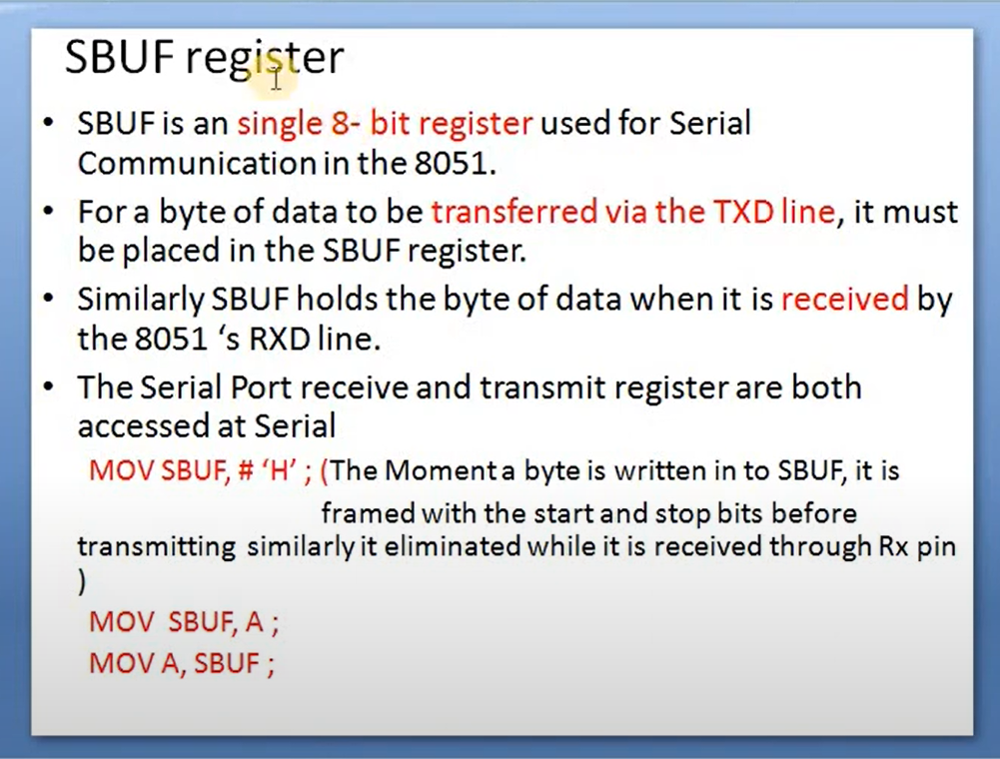 SBUF register
• SBUF is an single 8- bit register used for Serial
Communication in the 8051.
• For a byte of data to be transferred via the TXD line, it must
be placed in the SBUF register.
• Similarly SBUF holds the byte of data when it is received by
the 8051 ‘s RXD line.
• The Serial Port receive and transmit register are both
accessed at Serial
MOV SBUF, # ‘H’ ; (The Moment a byte is written in to SBUF, it is
framed with the start and stop bits before
transmitting similarly it eliminated while it is received through Rx pin
)
MOV SBUF, A ;
MOV A, SBUF ;